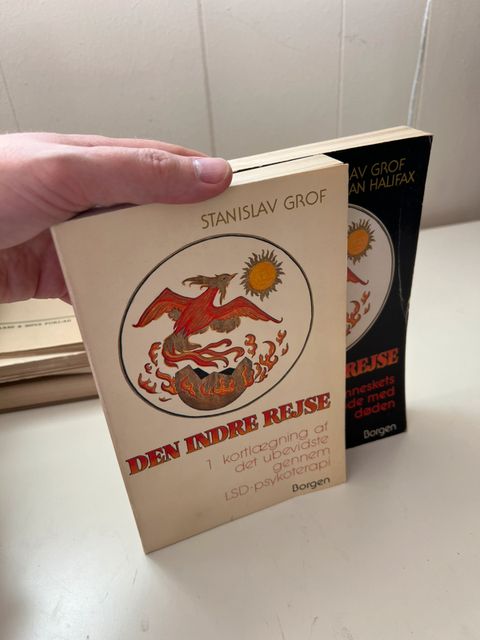 STANISLAV GROF
DEN INDRE REJSE
1 kortlægning af
det ubevidste
gennem
LSD-psykoterapi
Borgen
AV GROF
AN HALIFAX
REJSE
nneskets
de med
døden
Borgen